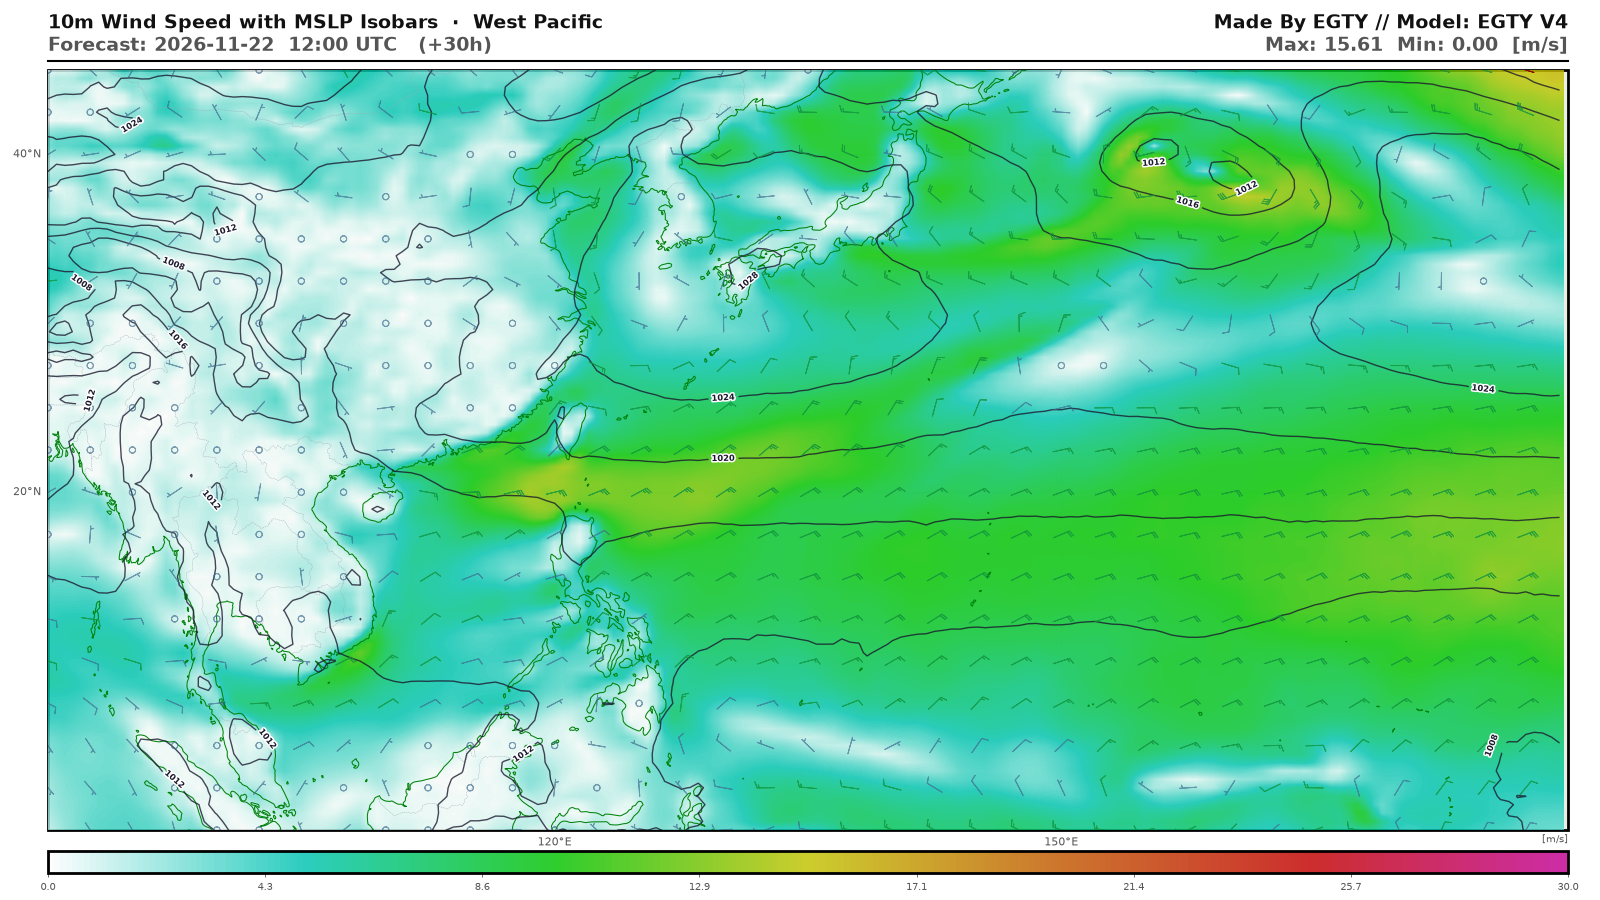 10m Wind Speed with MSLP Isobars · West Pacific
Made By EGTY // Model: EGTY V4
Forecast: 2026-11-22 12:00 UTC (+30h)
Max: 15.61 Min: 0.00 [m/s]
1024
40°N
1012
1012
1016
1012
1008
1008
1028
1016
1024
1012
1024
1020
20°N
1012
1012
1008
1012
1012
120°E
150°E
[m/s]
0.0
4.3
8.6
12.9
17.1
21.4
25.7
30.0